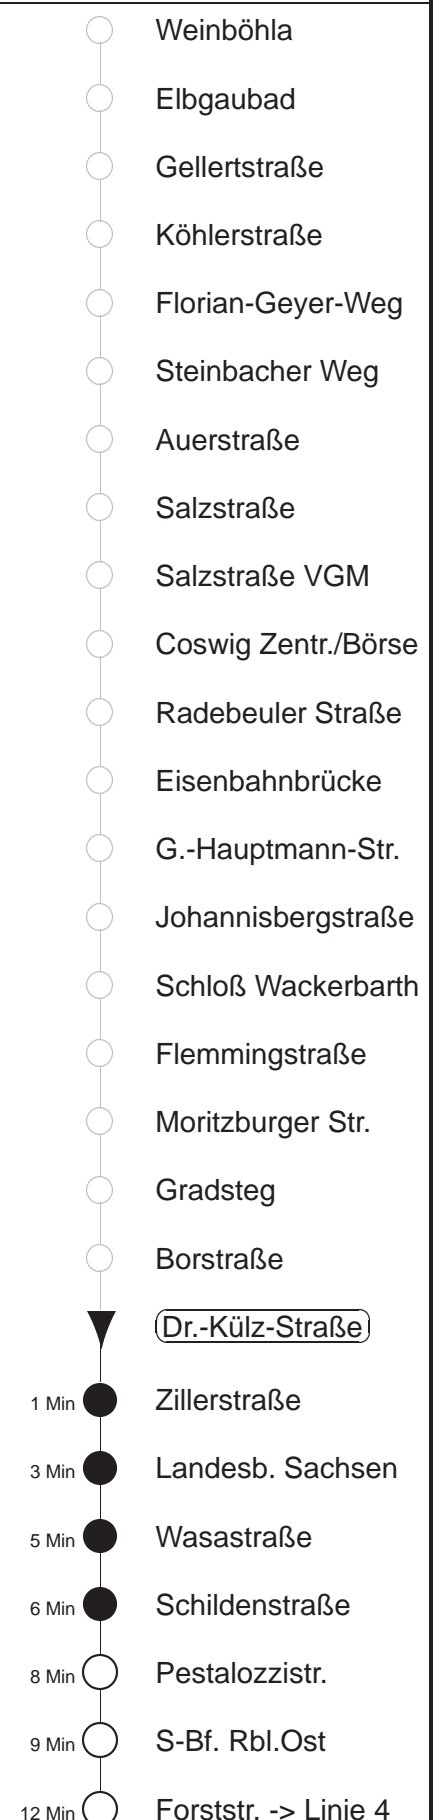 Weinböhla
Elbgaubad
Gellertstraße
Köhlerstraße
Florian-Geyer-Weg
Steinbacher Weg
Auerstraße
Salzstraße
Salzstraße VGM
Coswig Zentr./Börse
Radebeuler Straße
Eisenbahnbrücke
G.-Hauptmann-Str.
Johannisbergstraße
Schloß Wackerbarth
Flemmingstraße
Moritzburger Str.
Gradsteg
Borstraße
Dr.-Külz-Straße
1 Min Zillerstraße
3 Min Landesb. Sachsen
5 Min Wasastraße
6 Min Schildenstraße
8 Min Pestalozzistr.
9 Min S-Bf. Rbl.Ost
12 Min Forststr. -> Linie 4